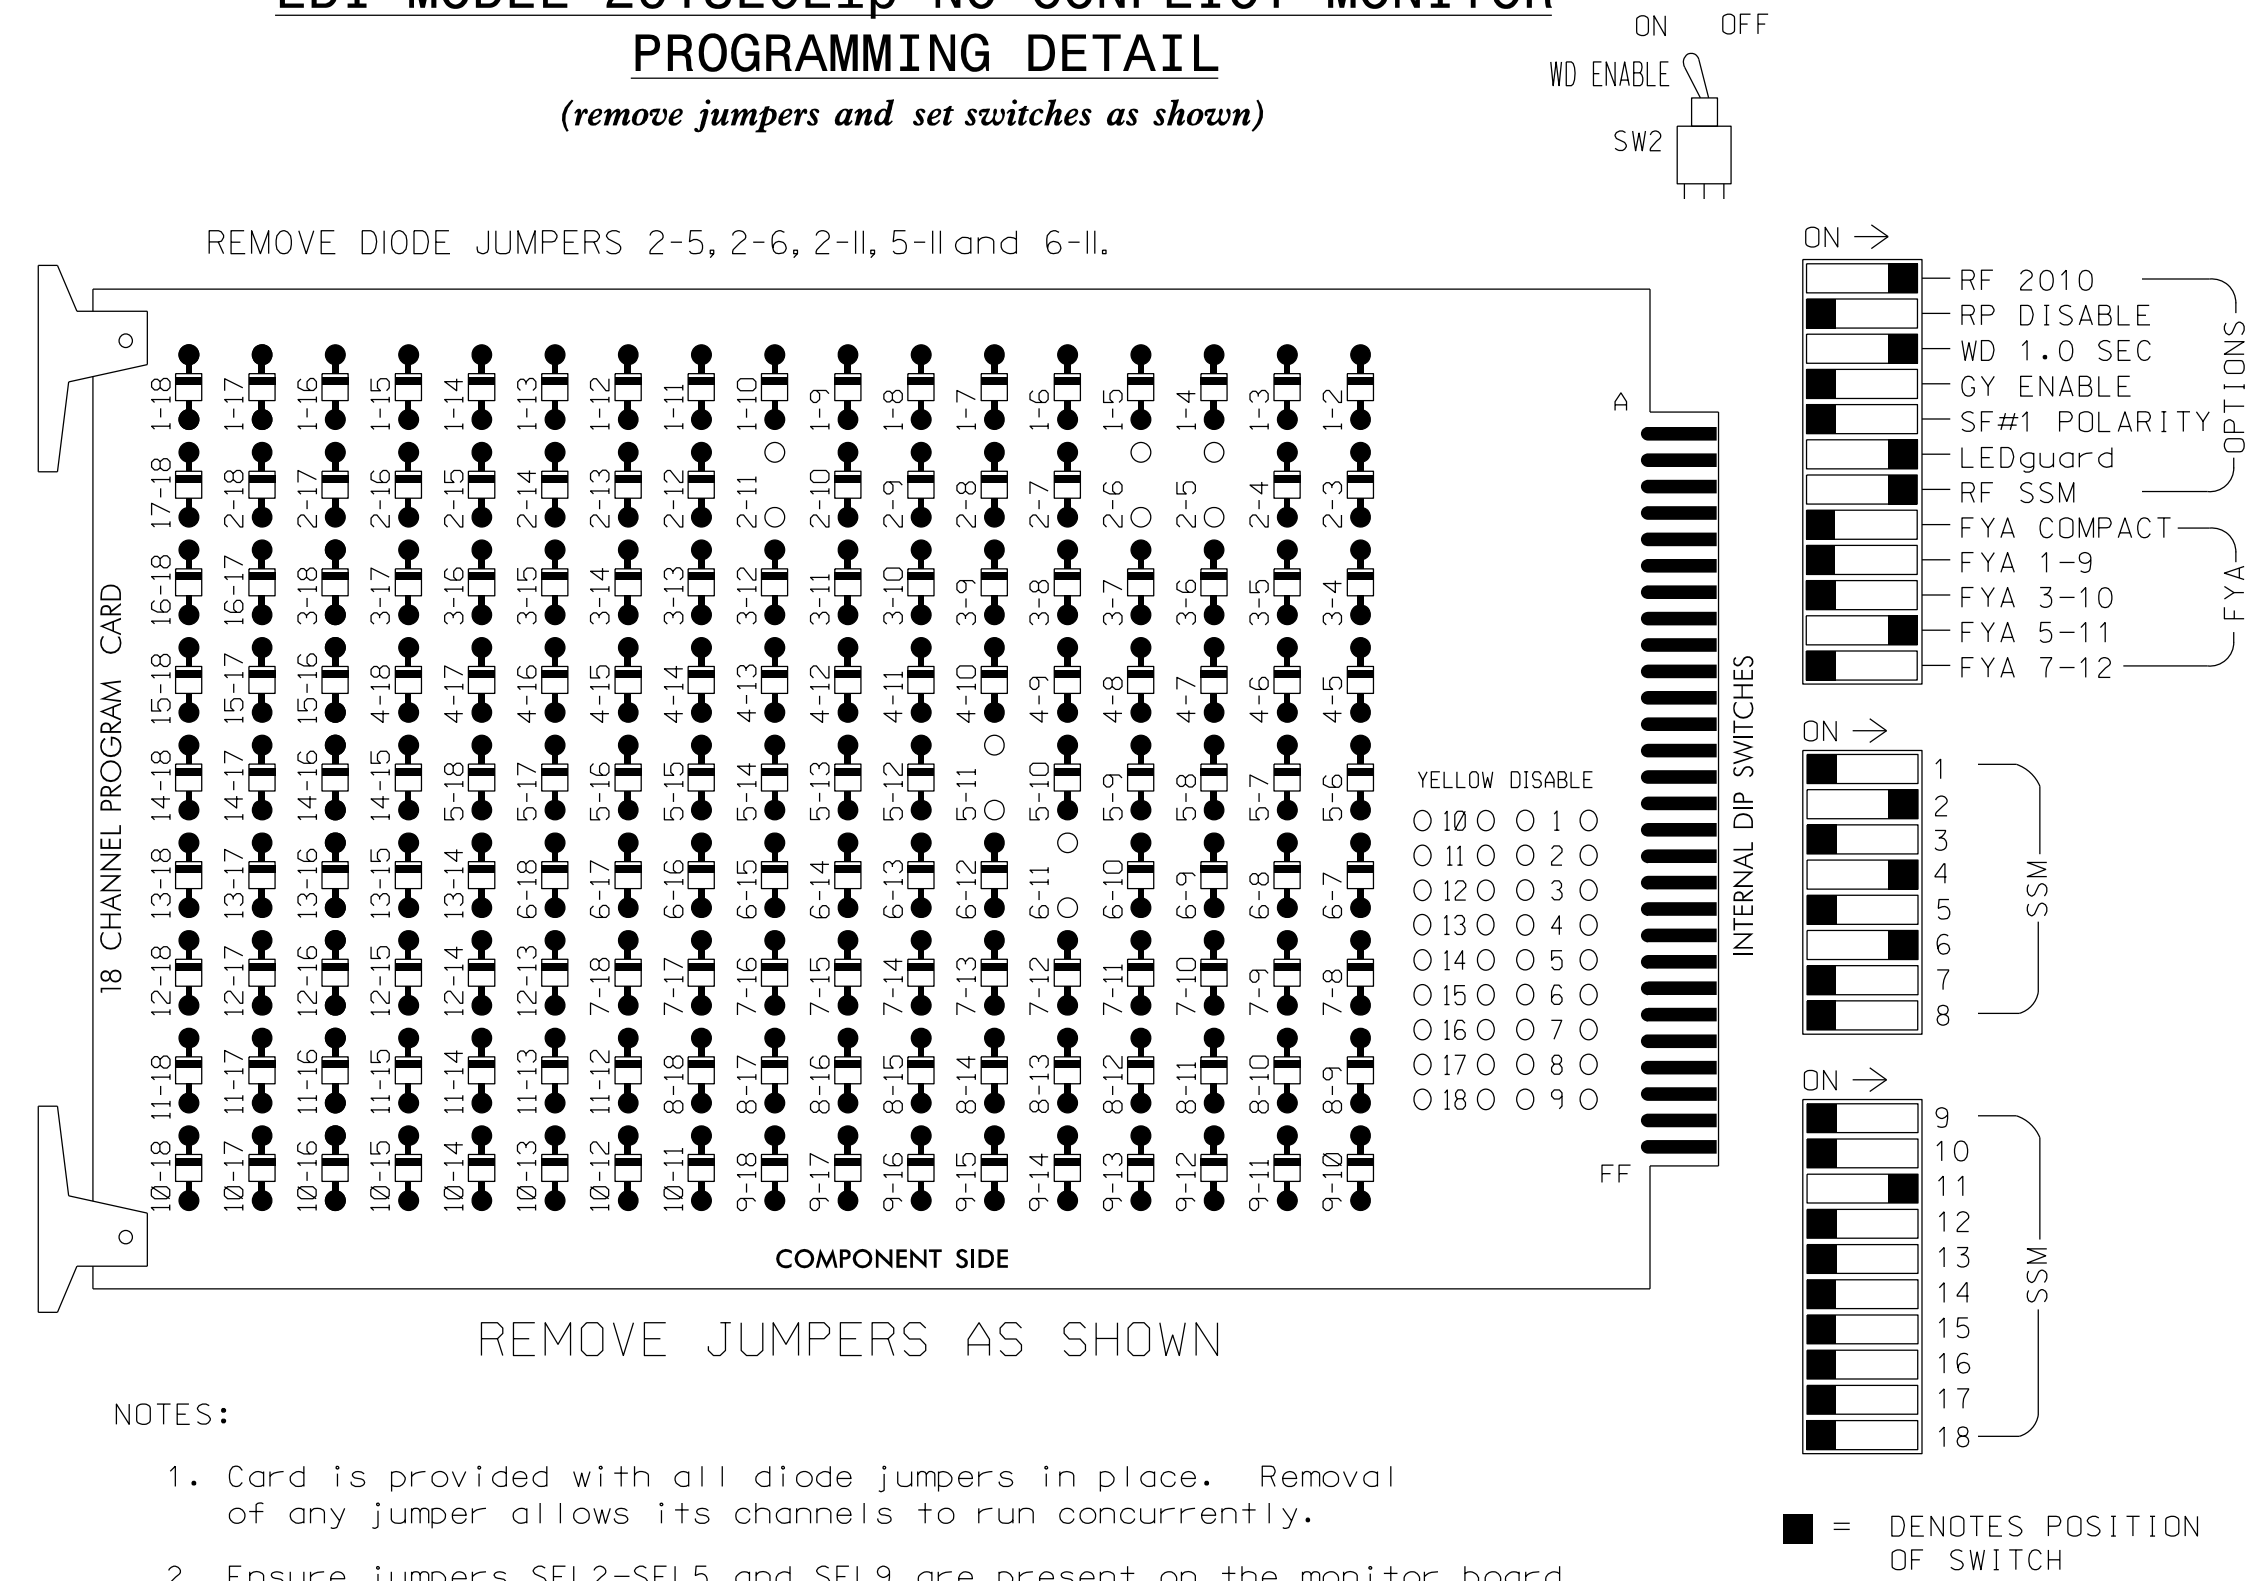 EDI MODEL 2018ECLip-NC CONFLICT MONITOR
PROGRAMMING DETAIL
(remove jumpers and set switches as shown)
ON OFF
WD ENABLE
SW2
REMOVE DIODE JUMPERS 2-5, 2-6, 2-11, 5-11 and 6-11.
18 CHANNEL PROGRAM CARD
1-18 1-17 1-16 1-15 1-14 1-13 1-12 1-11 1-10 1-9 1-8 1-7 1-6 1-5 1-4 1-3 1-2
17-18 2-18 2-17 2-16 2-15 2-14 2-13 2-12 2-11 2-10 2-9 2-8 2-7 2-6 2-5 2-4 2-3
16-18 16-17 3-18 3-17 3-16 3-15 3-14 3-13 3-12 3-11 3-10 3-9 3-8 3-7 3-6 3-5 3-4
15-18 15-17 15-16 4-18 4-17 4-16 4-15 4-14 4-13 4-12 4-11 4-10 4-9 4-8 4-7 4-6 4-5
14-18 14-17 14-16 14-15 5-18 5-17 5-16 5-15 5-14 5-13 5-12 5-11 5-10 5-9 5-8 5-7 5-6
13-18 13-17 13-16 13-15 13-14 6-18 6-17 6-16 6-15 6-14 6-13 6-12 6-11 6-10 6-9 6-8 6-7
12-18 12-17 12-16 12-15 12-14 12-13 7-18 7-17 7-16 7-15 7-14 7-13 7-12 7-11 7-10 7-9 7-8
11-18 11-17 11-16 11-15 11-14 11-13 11-12 8-18 8-17 8-16 8-15 8-14 8-13 8-12 8-11 8-10 8-9
10-18 10-17 10-16 10-15 10-14 10-13 10-12 10-11 9-18 9-17 9-16 9-15 9-14 9-13 9-12 9-11 9-10
YELLOW DISABLE
10 1
11 2
12 3
13 4
14 5
15 6
16 7
17 8
18 9
A
FF
COMPONENT SIDE
INTERNAL DIP SWITCHES
ON
RF 2010
RP DISABLE
WD 1.0 SEC
GY ENABLE
SF#1 POLARITY
LEDguard
RF SSM
OPTIONS
FYA COMPACT
FYA 1-9
FYA 3-10
FYA 5-11
FYA 7-12
FYA
ON
1
2
3
4
5
6
7
8
SSM
ON
9
10
11
12
13
14
15
16
17
18
SSM
= DENOTES POSITION
OF SWITCH
REMOVE JUMPERS AS SHOWN
NOTES:
1. Card is provided with all diode jumpers in place. Removal
of any jumper allows its channels to run concurrently.
2. Ensure jumpers SEL2-SEL5 and SEL9 are present on the monitor board.